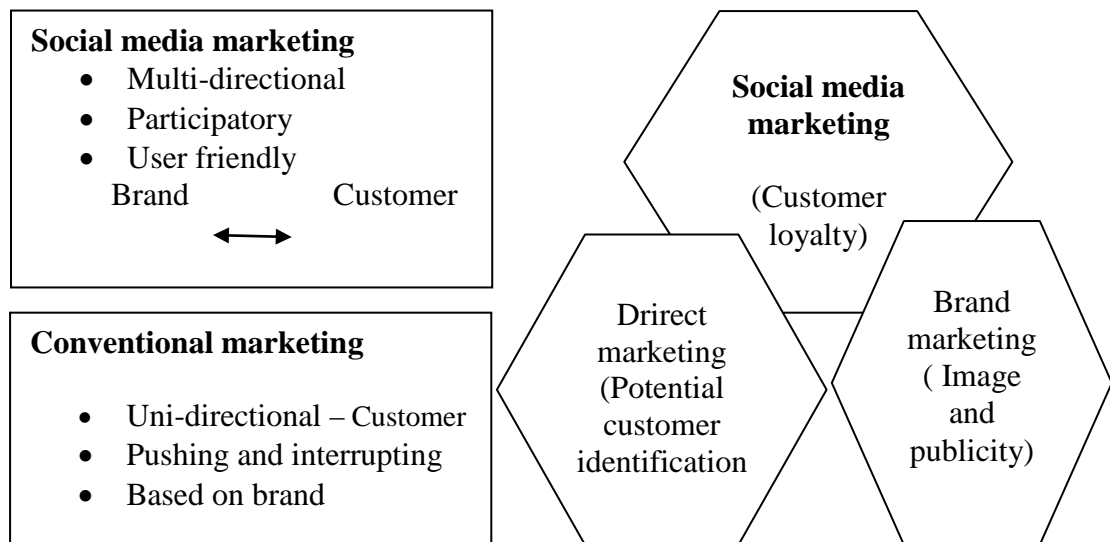 Social media marketing
• Multi-directional
• Participatory
• User friendly
Brand Customer
Conventional marketing
• Uni-directional – Customer
• Pushing and interrupting
• Based on brand
Social media
marketing
(Customer
loyalty)
Drirect
marketing
(Potential
customer
identification
Brand
marketing
( Image
and
publicity)